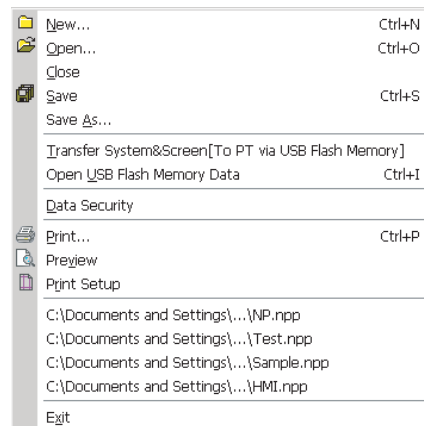 New... Ctrl+N
Open... Ctrl+O
Close
Save Ctrl+S
Save As...
Transfer System&Screen[To PT via USB Flash Memory]
Open USB Flash Memory Data Ctrl+I
Data Security
Print... Ctrl+P
Preview
Print Setup
C:\Documents and Settings\...\NP.npp
C:\Documents and Settings\...\Test.npp
C:\Documents and Settings\...\Sample.npp
C:\Documents and Settings\...\HMI.npp
Exit